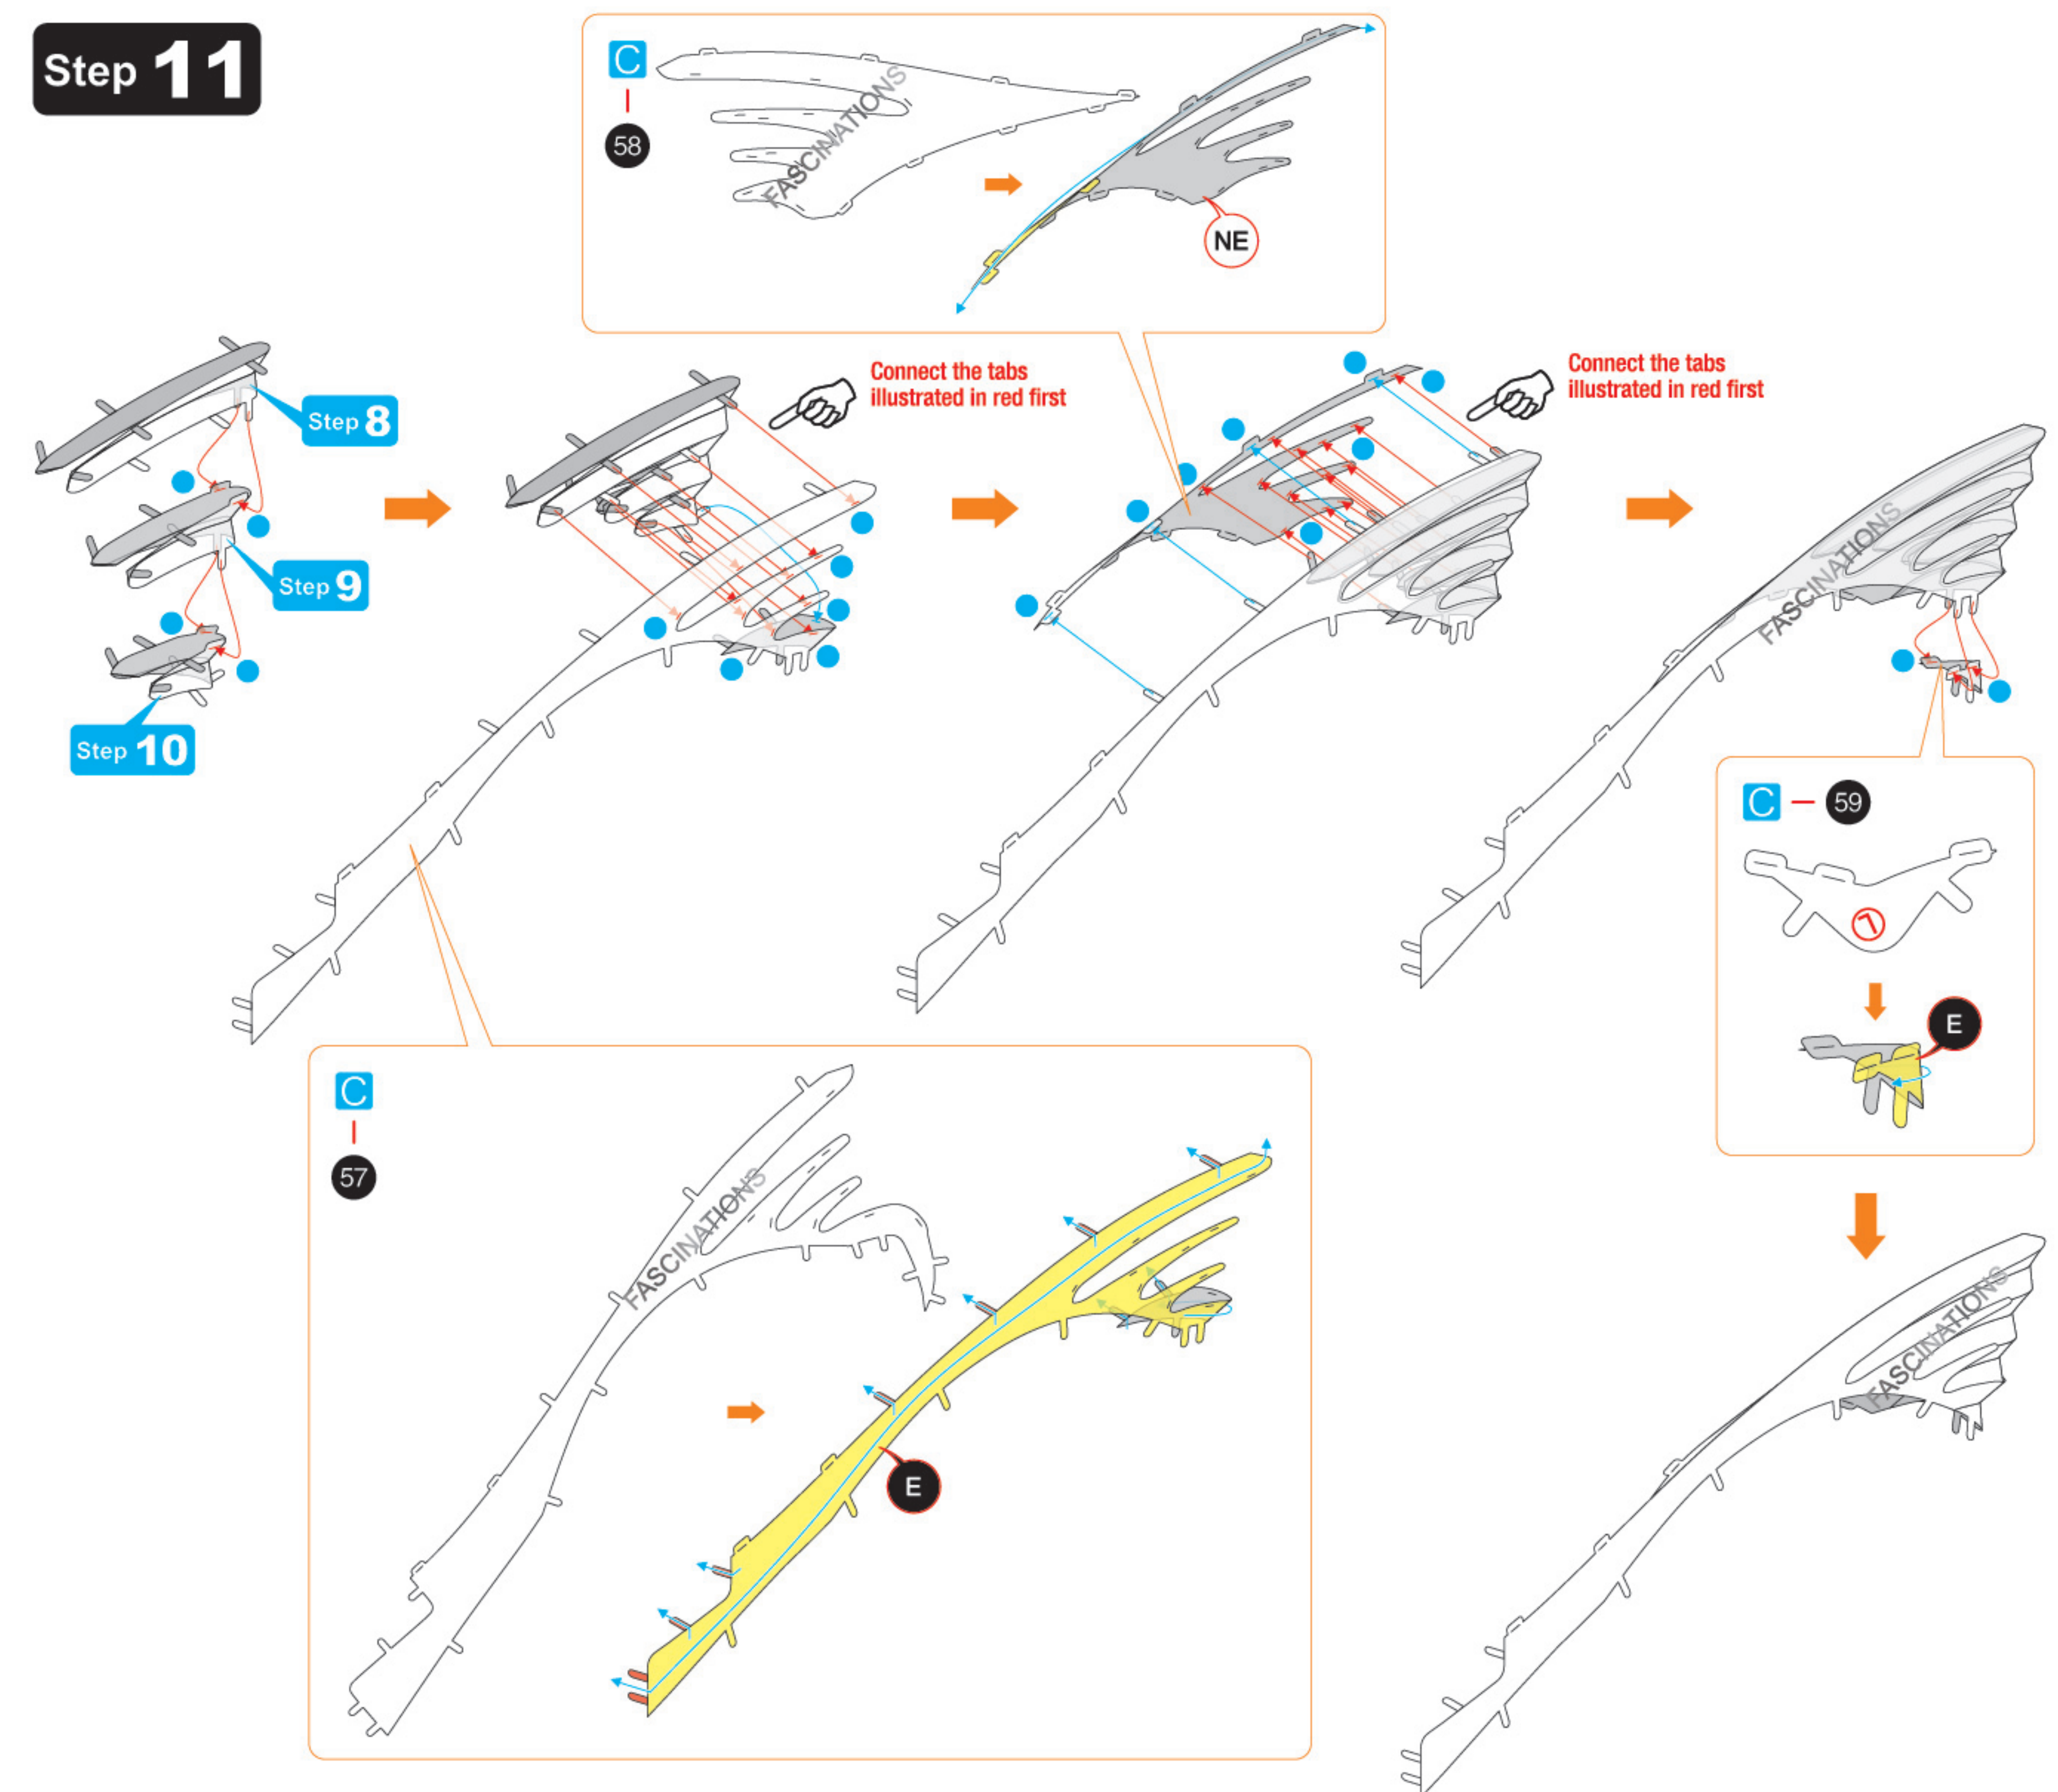 Step 11
C
58
FASCINATIONS
NE
Connect the tabs
illustrated in red first
Connect the tabs
illustrated in red first
Step 8
Step 9
Step 10
FASCINATIONS
C 59
7
E
C
57
FASCINATIONS
E
FASCINATIONS